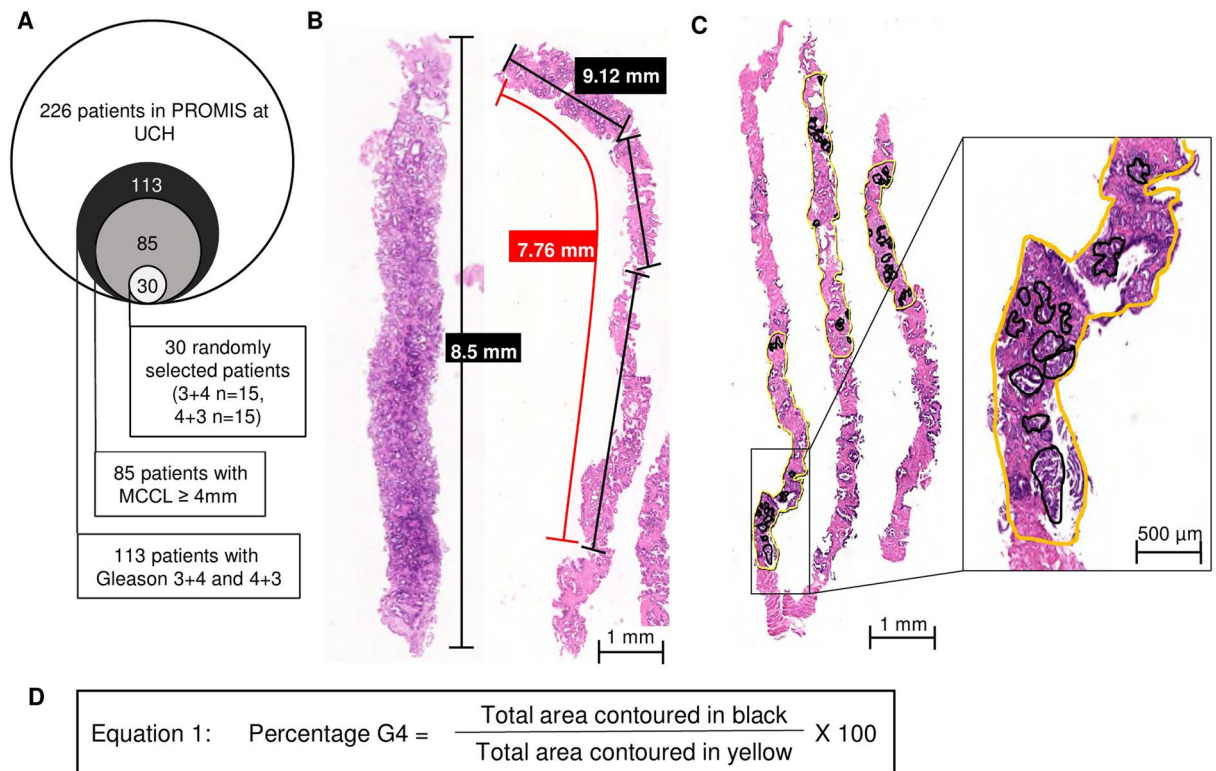 A
226 patients in PROMIS at
UCH
113
85
30
30 randomly
selected patients
(3+4 n=15,
4+3 n=15)
85 patients with
MCCL ≥ 4mm
113 patients with
Gleason 3+4 and 4+3
B
8.5 mm
9.12 mm
7.76 mm
1 mm
C
1 mm
500 µm
D
Equation 1: Percentage G4 = Total area contoured in black
Total area contoured in yellow X 100